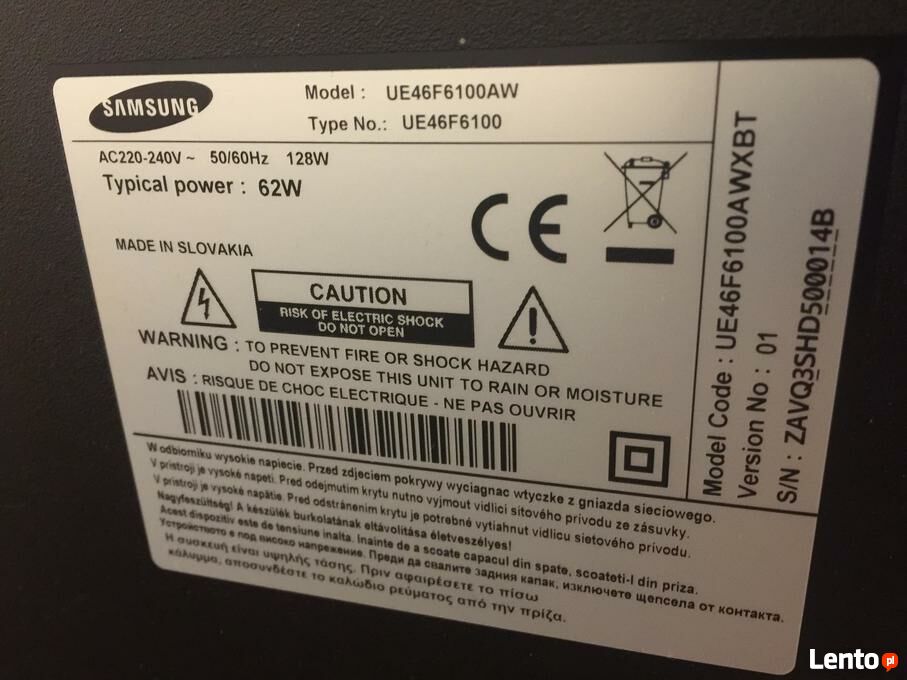 SAMSUNG
Model : UE46F6100AW
Type No.: UE46F6100
AC220-240V ~ 50/60Hz 128W
Typical power : 62W
MADE IN SLOVAKIA
CE
CAUTION
RISK OF ELECTRIC SHOCK
DO NOT OPEN
WARNING : TO PREVENT FIRE OR SHOCK HAZARD
DO NOT EXPOSE THIS UNIT TO RAIN OR MOISTURE
AVIS : RISQUE DE CHOC ELECTRIQUE - NE PAS OUVRIR
W odbiorniku wysokie napiecie. Przed zdjeciem pokrywy wyciagnac wtyczke z gniazda sieciowego.
V pristroji je vysoké napeti. Pred odejmutim krytu nutno vyjmout vidlici sítového privodu ze zásuvky.
V pristroji je vysoké napätie. Pred odstránenim krytu je potrebné vytiahnut vidlicu sietového privodu.
Nagyfeszültség! A készülék burkolatának eltávolítása életveszélyes!
Acest dispozitiv este de tensiune inalta. Inainte de a scoate capacul din spate, scoateti-l din priza.
Устройството е под високо напрежение. Преди да свалите задния капак, изключете щепсела от контакта.
Η συσκευή είναι υψηλής τάσης. Πριν αφαιρέσετε το πίσω
κάλυμμα, αποσυνδέστε το καλώδιο ρεύματος από την πρίζα.
Model Code : UE46F6100AWXBT
Version No : 01
S/N : ZAVQ3SHD500014B
Lento pl